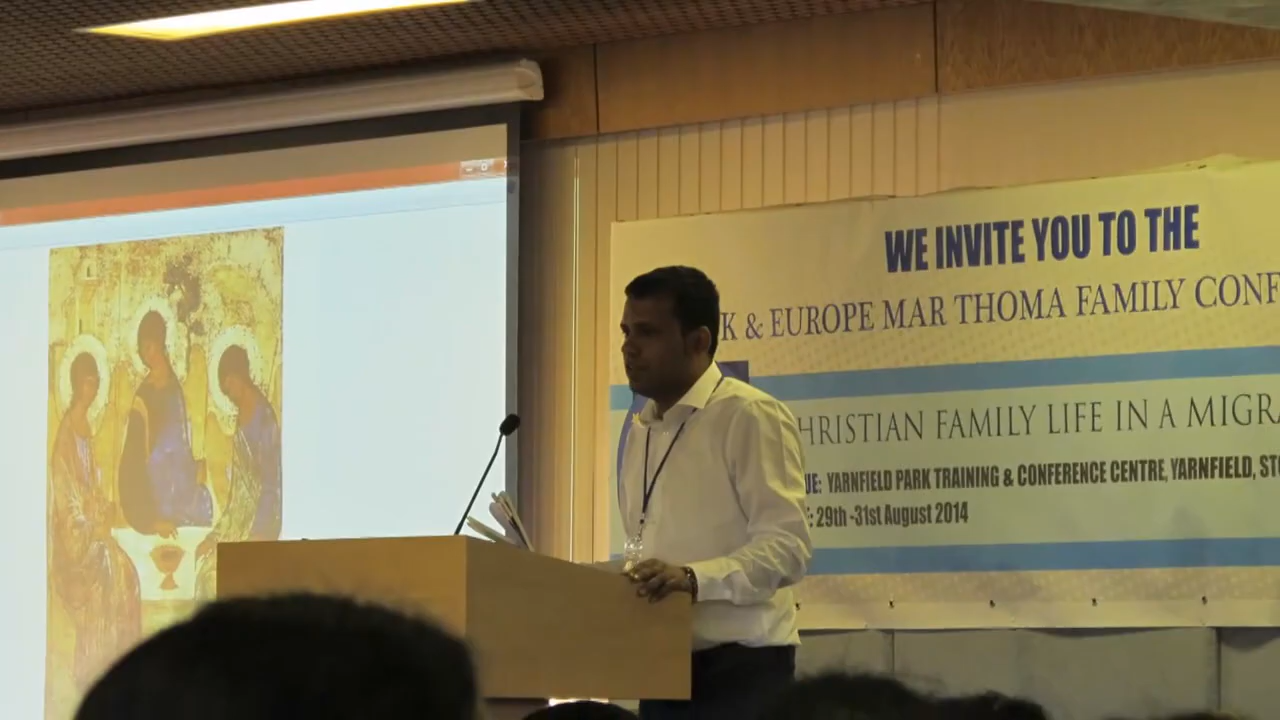 WE INVITE YOU TO THE
K & EUROPE MAR THOMA FAMILY CONF
HRISTIAN FAMILY LIFE IN A MIGRA
UE: YARNFIELD PARK TRAINING & CONFERENCE CENTRE, YARNFIELD, STO
E: 29th -31st August 2014